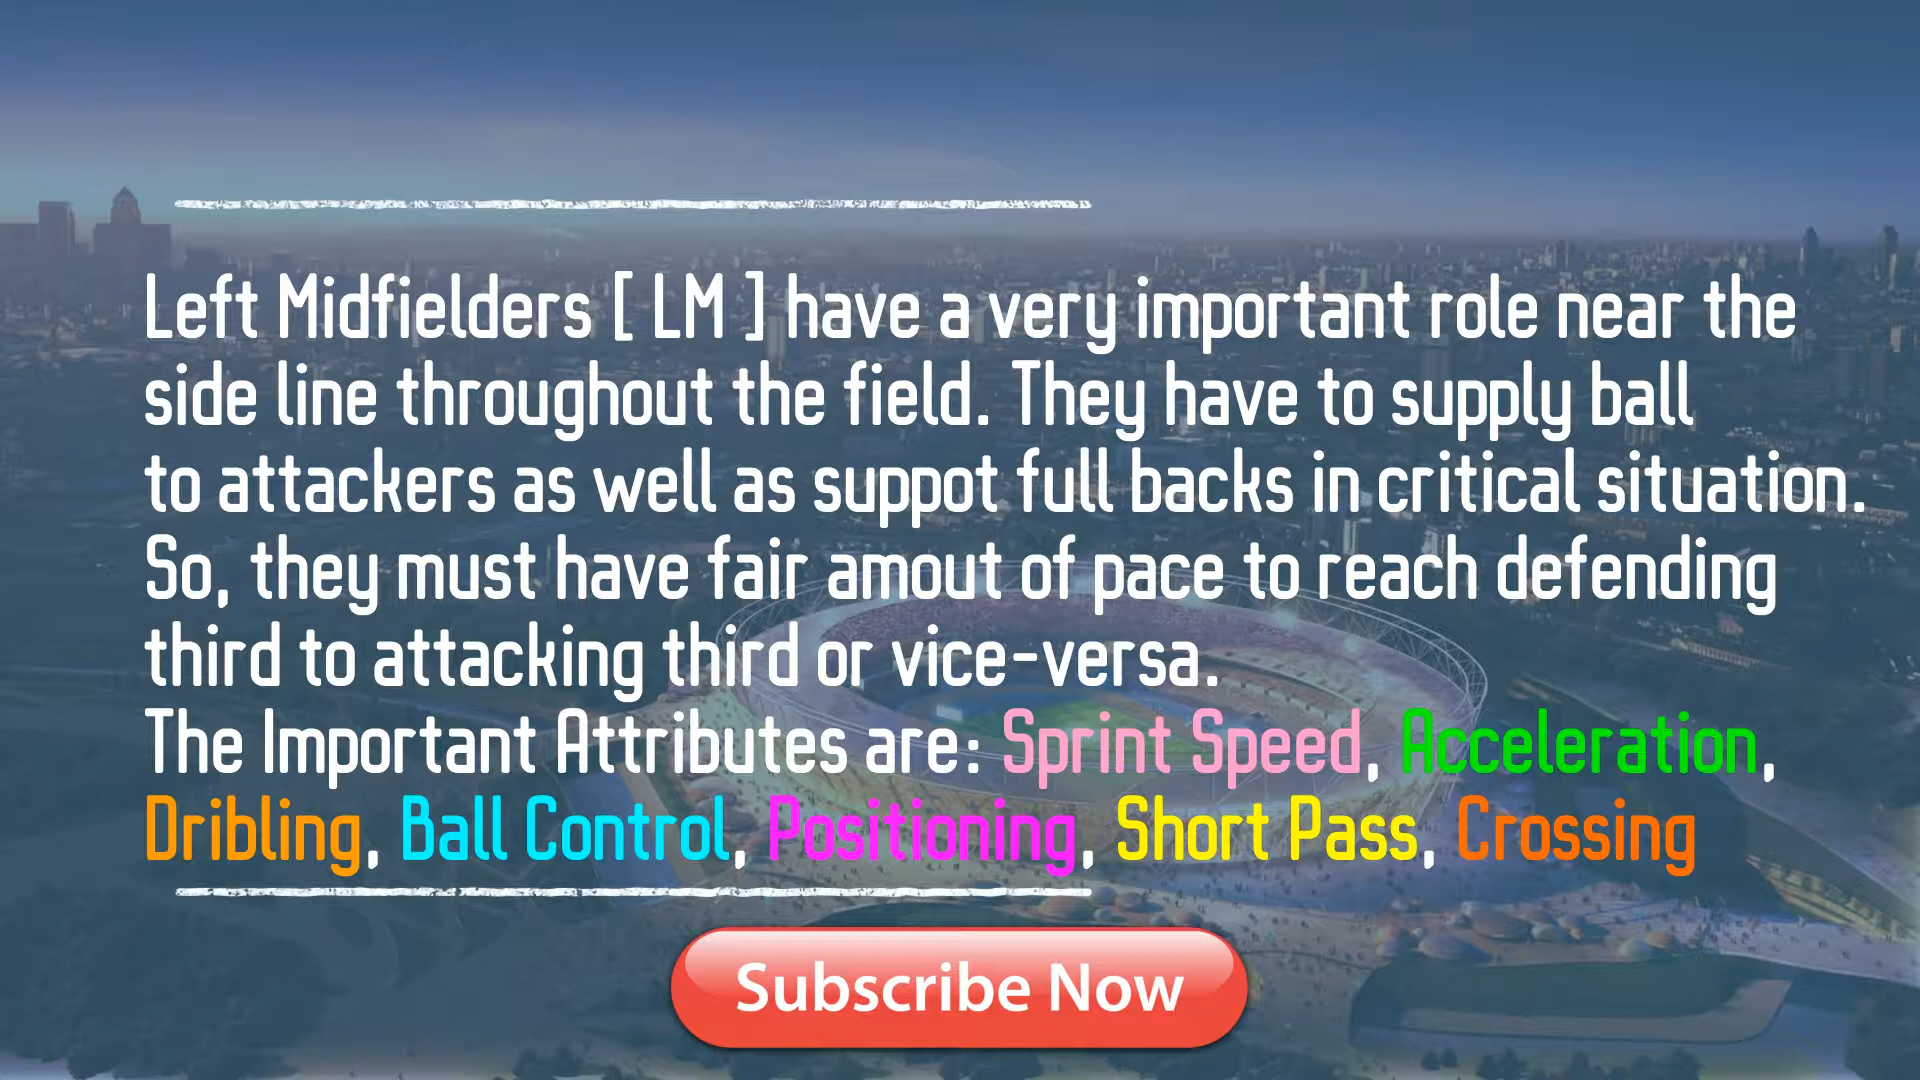 Left Midfielders [ LM ] have a very important role near the
side line throughout the field. They have to supply ball
to attackers as well as suppot full backs in critical situation.
So, they must have fair amout of pace to reach defending
third to attacking third or vice-versa.
The Important Attributes are: Sprint Speed, Acceleration,
Dribling, Ball Control, Positioning, Short Pass, Crossing
Subscribe Now